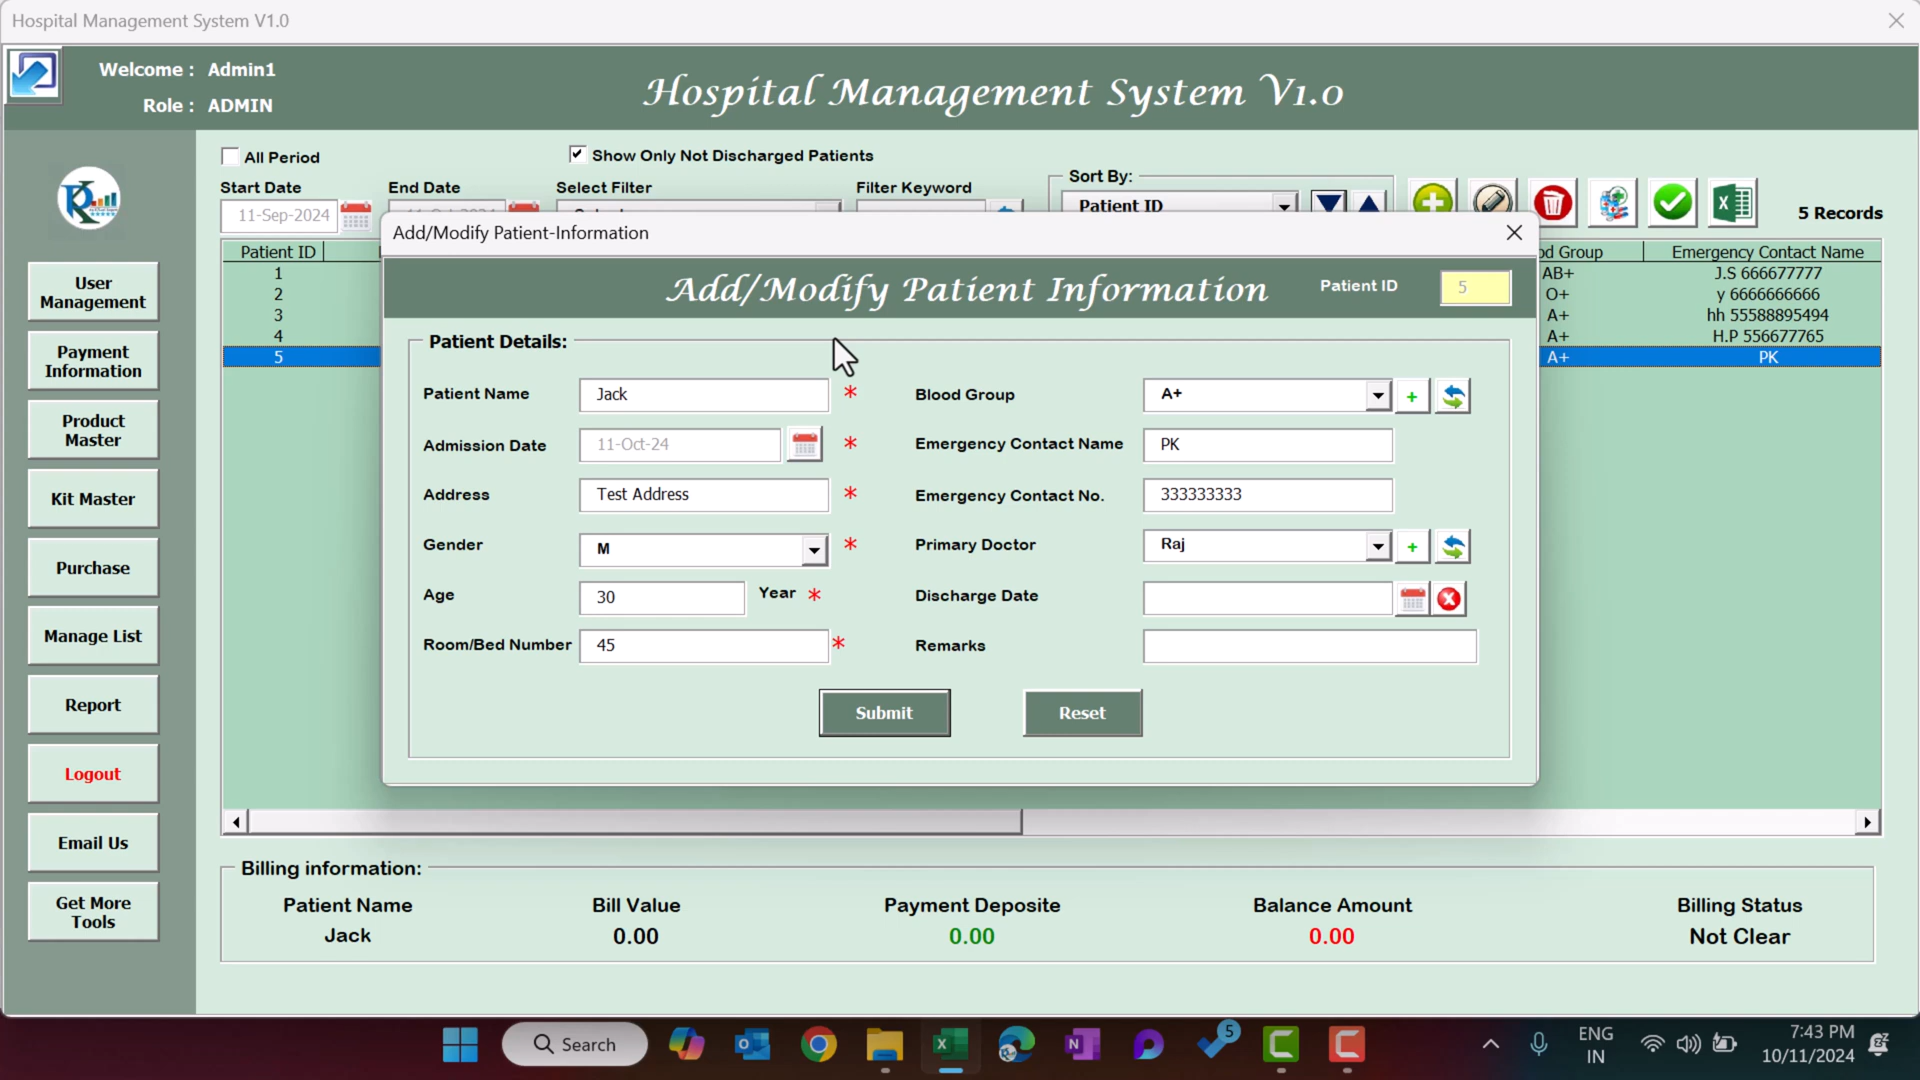 Hospital Management System V1.0
Welcome : Admin1
Role : ADMIN
Hospital Management System V1.0
All Period
Show Only Not Discharged Patients
Start Date
End Date
Select Filter
Filter Keyword
Sort By:
11-Sep-2024
Patient ID
5 Records
Add/Modify Patient-Information
Patient ID
Emergency Contact Name
1
AB+
J.S 666677777
2
O+
y 6666666666
3
A+
hh 55588895494
4
A+
H.P 556677765
5
A+
PK
Add/Modify Patient Information
Patient ID
5
Patient Details:
Patient Name
Jack
*
Blood Group
A+
Admission Date
11-Oct-24
*
Emergency Contact Name
PK
Address
Test Address
*
Emergency Contact No.
333333333
Gender
M
*
Primary Doctor
Raj
Age
30
Year *
Discharge Date
Room/Bed Number
45
*
Remarks
Submit
Reset
User
Management
Payment
Information
Product
Master
Kit Master
Purchase
Manage List
Report
Logout
Email Us
Get More
Tools
Billing information:
Patient Name
Bill Value
Payment Deposite
Balance Amount
Billing Status
Jack
0.00
0.00
0.00
Not Clear
Search
5
ENG
IN
7:43 PM
10/11/2024